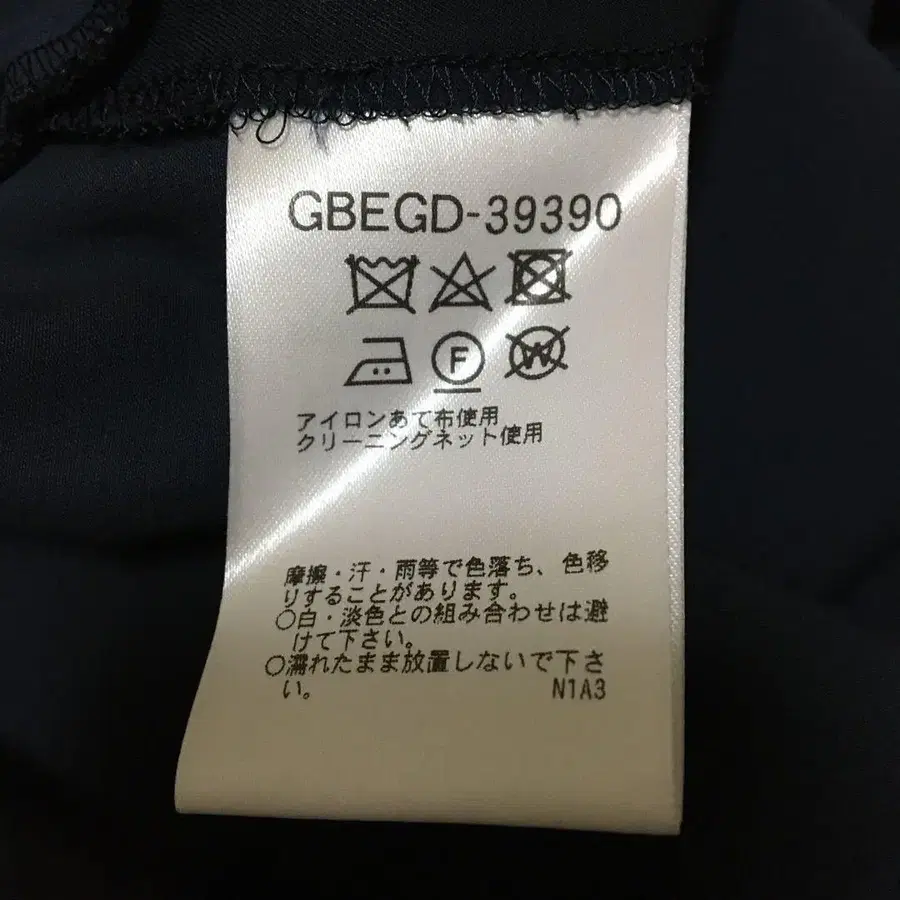 GBEGD-39390
F
W
アイロンあて布使用
クリーニングネット使用
摩擦・汗・雨等で色落ち、色移
りすることがあります。
○白・淡色との組み合わせは避
けて下さい。
○濡れたまま放置しないで下さ
い。 N1A3